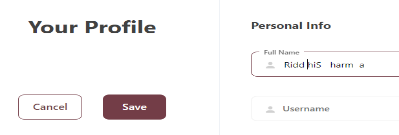 Your Profile
Cancel
Save
Personal Info
Full Name
Ridd hiS harm a
Username